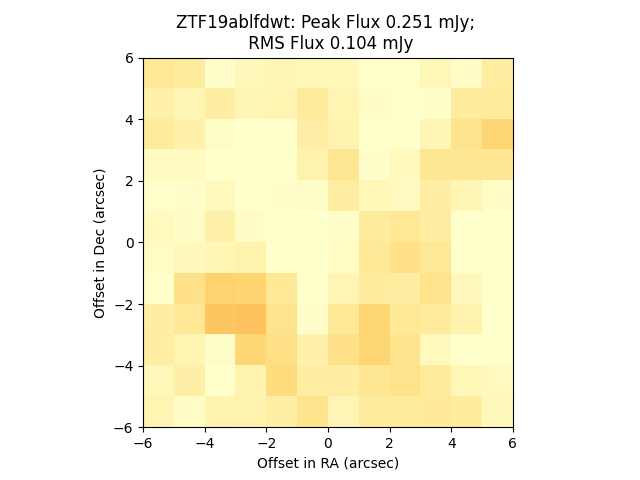 ZTF19ablfdwt: Peak Flux 0.251 mJy;
RMS Flux 0.104 mJy
6
4
2
0
−2
−4
−6
Offset in Dec (arcsec)
−6 −4 −2 0 2 4 6
Offset in RA (arcsec)